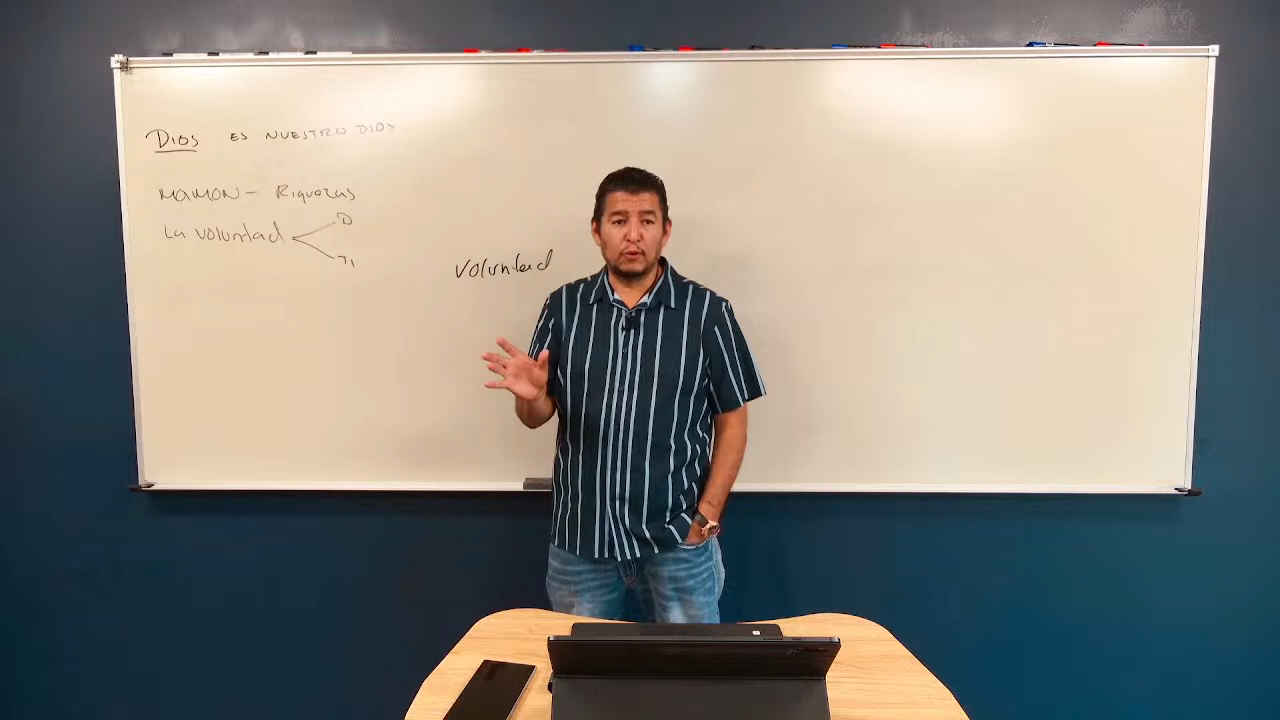 DIOS ES NUESTRO DIOS
MAMON - Riquezas
La voluntad D
voluntad